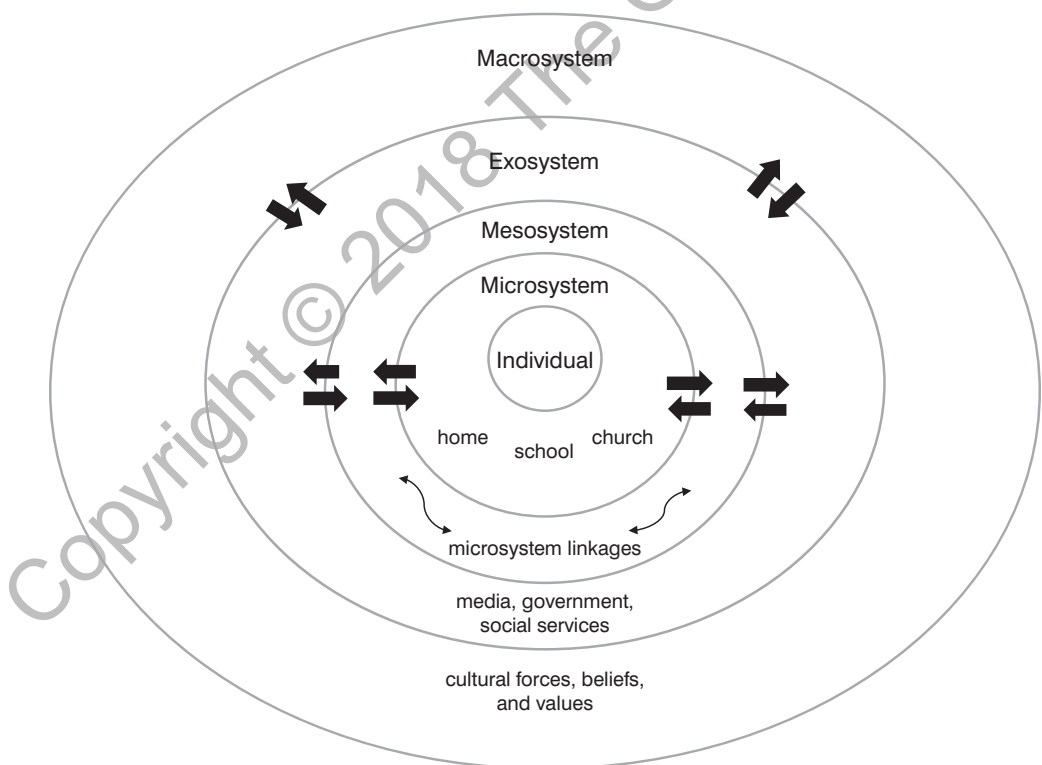 Copyright © 2018 The
Macrosystem
Exosystem
Mesosystem
Microsystem
Individual
home
school
church
microsystem linkages
media, government,
social services
cultural forces, beliefs,
and values